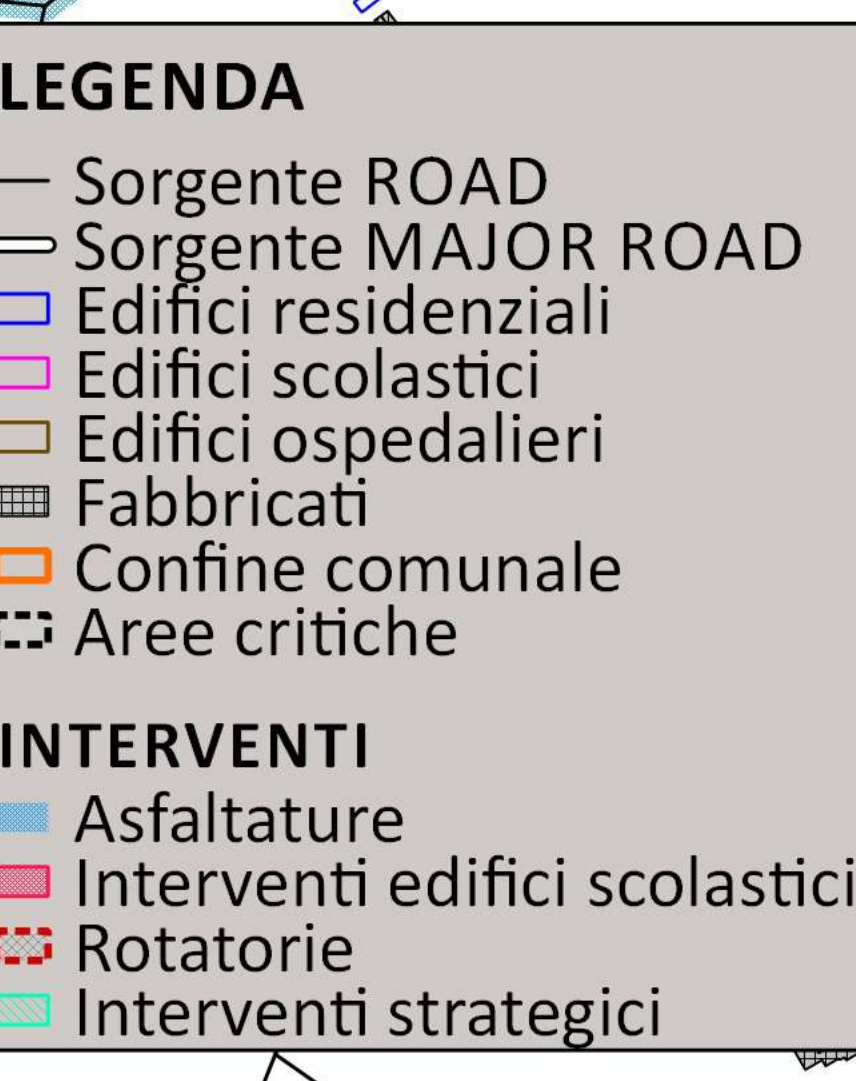 LEGENDA
Sorgente ROAD
Sorgente MAJOR ROAD
Edifici residenziali
Edifici scolastici
Edifici ospedalieri
Fabbricati
Confine comunale
Aree critiche
INTERVENTI
Asfaltature
Interventi edifici scolastici
Rotatorie
Interventi strategici